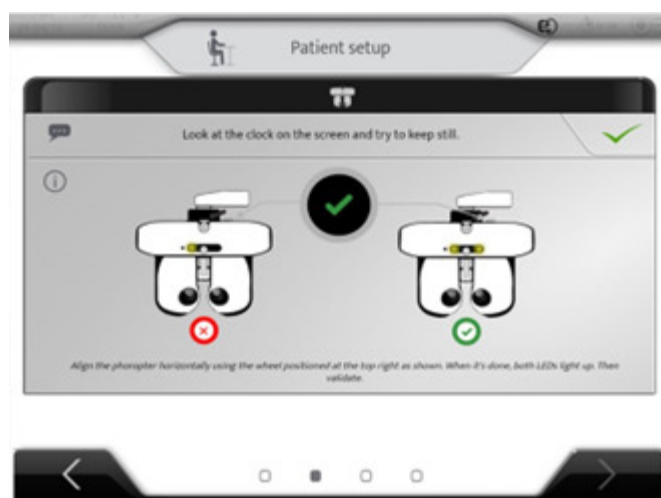 Patient setup
Look at the clock on the screen and try to keep still.
Align the phoropter horizontally using the wheel positioned at the top right as shown. When it's done, both LEDs light up. Then
validate.